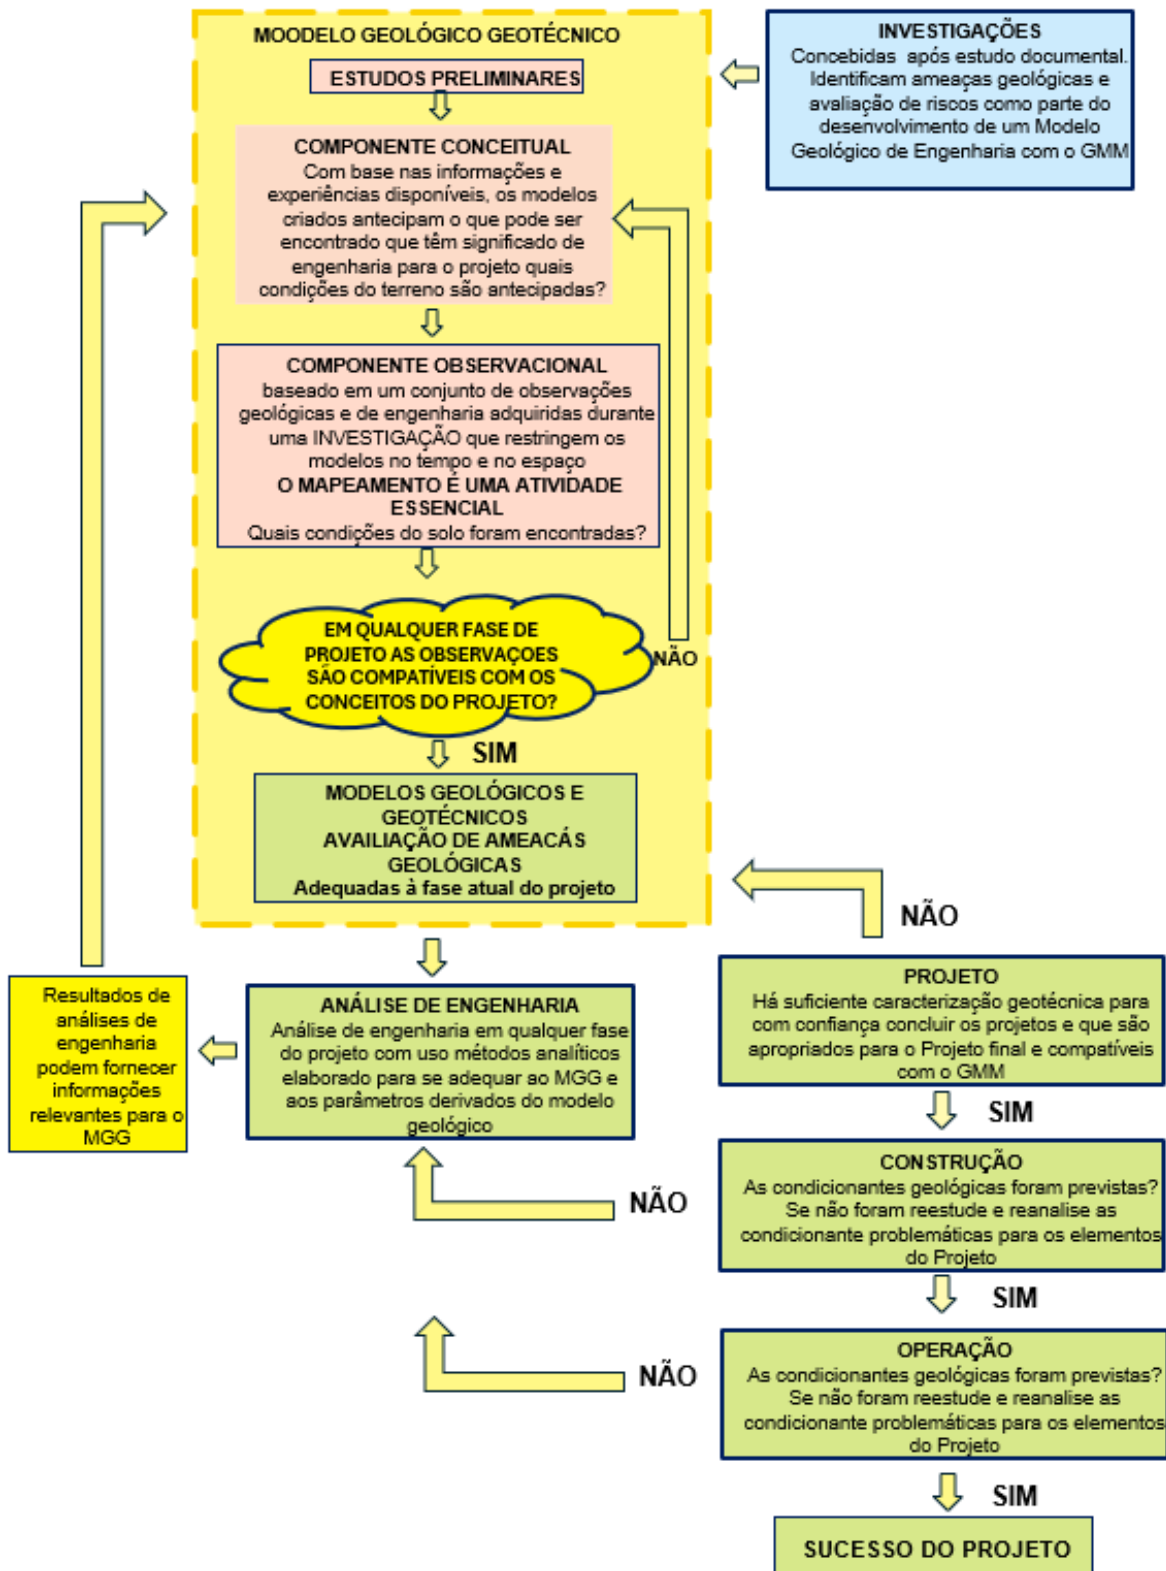 MOODELO GEOLÓGICO GEOTÉCNICO
ESTUDOS PRELIMINARES
COMPONENTE CONCEITUAL
Com base nas informações e
experiências disponíveis, os modelos
criados antecipam o que pode ser
encontrado que têm significado de
engenharia para o projeto quais
condições do terreno são antecipadas?
COMPONENTE OBSERVACIONAL
baseado em um conjunto de observações
geológicas e de engenharia adquiridas durante
uma INVESTIGAÇÃO que restringem os
modelos no tempo e no espaço
O MAPEAMENTO É UMA ATIVIDADE
ESSENCIAL
Quais condições do solo foram encontradas?
EM QUALQUER FASE DE
PROJETO AS OBSERVAÇOES
SÃO COMPATÍVEIS COM OS
CONCEITOS DO PROJETO?
NÃO
SIM
MODELOS GEOLÓGICOS E
GEOTÉCNICOS
AVAILIAÇÃO DE AMEACÁS
GEOLÓGICAS
Adequadas à fase atual do projeto
INVESTIGAÇÕES
Concebidas após estudo documental.
Identificam ameaças geológicas e
avaliação de riscos como parte do
desenvolvimento de um Modelo
Geológico de Engenharia com o GMM
ANÁLISE DE ENGENHARIA
Análise de engenharia em qualquer fase
do projeto com uso métodos analíticos
elaborado para se adequar ao MGG e
aos parâmetros derivados do modelo
geológico
Resultados de
análises de
engenharia
podem fornecer
informações
relevantes para o
MGG
NÃO
PROJETO
Há suficiente caracterização geotécnica para
com confiança concluir os projetos e que são
apropriados para o Projeto final e compatíveis
com o GMM
SIM
NÃO
CONSTRUÇÃO
As condicionantes geológicas foram previstas?
Se não foram reestude e reanalise as
condicionante problemáticas para os elementos
do Projeto
SIM
NÃO
OPERAÇÃO
As condicionantes geológicas foram previstas?
Se não foram reestude e reanalise as
condicionante problemáticas para os elementos
do Projeto
SIM
SUCESSO DO PROJETO